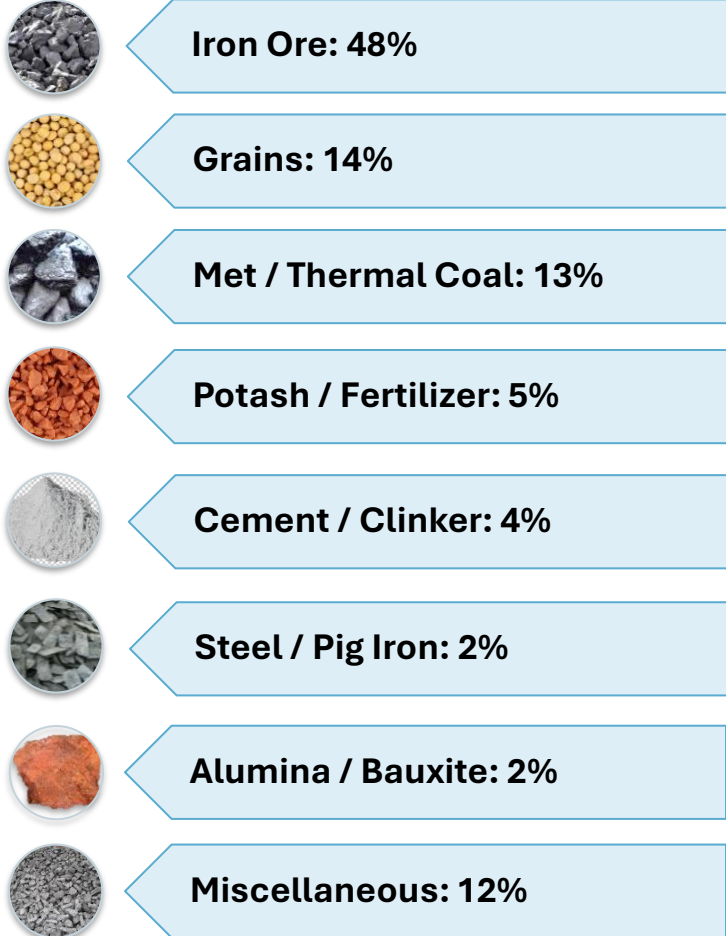 Iron Ore: 48%
Grains: 14%
Met / Thermal Coal: 13%
Potash / Fertilizer: 5%
Cement / Clinker: 4%
Steel / Pig Iron: 2%
Alumina / Bauxite: 2%
Miscellaneous: 12%